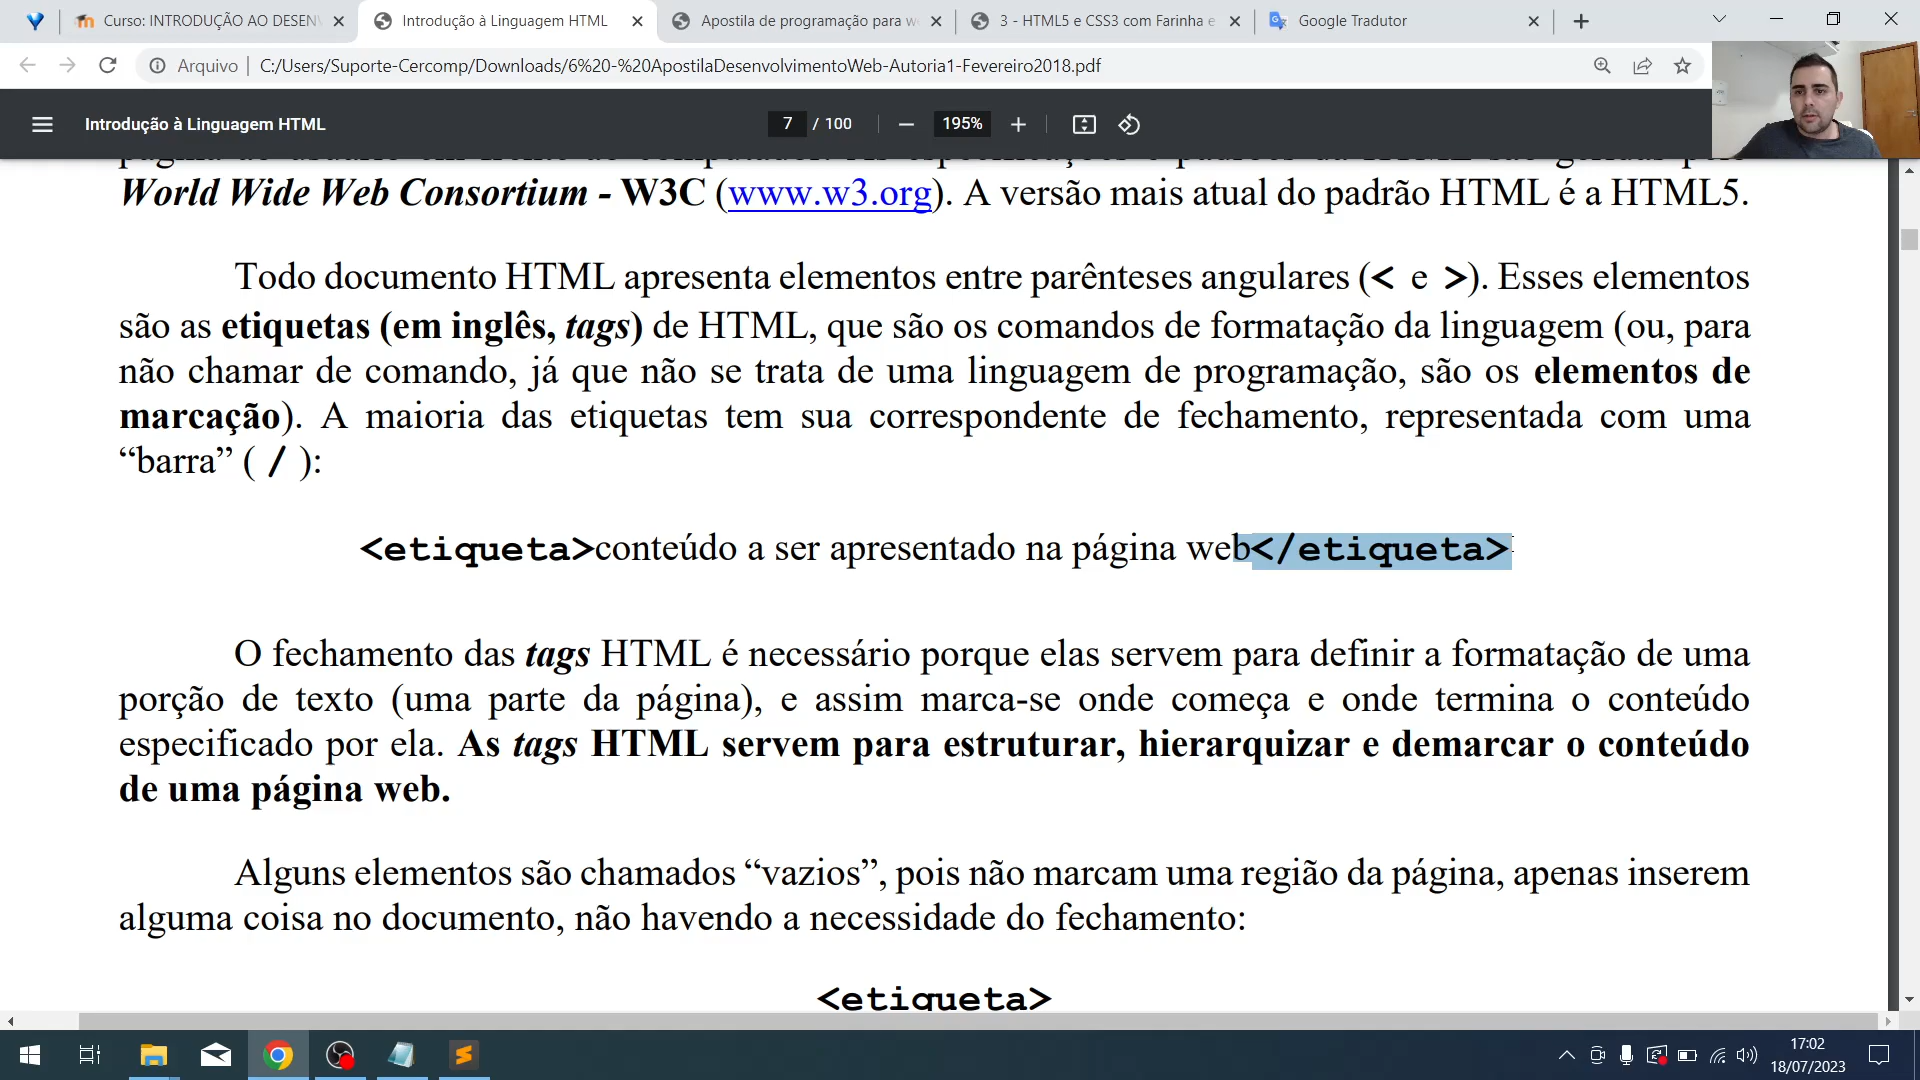 Curso: INTRODUÇÃO AO DESEN
Introdução à Linguagem HTML
Apostila de programação para w
3 - HTML5 e CSS3 com Farinha e
Google Tradutor
Arquivo
C:/Users/Suporte-Cercomp/Downloads/6%20-%20ApostilaDesenvolvimentoWeb-Autoria1-Fevereiro2018.pdf
Introdução à Linguagem HTML
7 / 100
195%
World Wide Web Consortium - W3C (www.w3.org). A versão mais atual do padrão HTML é a HTML5.
Todo documento HTML apresenta elementos entre parênteses angulares (< e >). Esses elementos
são as etiquetas (em inglês, tags) de HTML, que são os comandos de formatação da linguagem (ou, para
não chamar de comando, já que não se trata de uma linguagem de programação, são os elementos de
marcação). A maioria das etiquetas tem sua correspondente de fechamento, representada com uma
“barra” ( / ):
<etiqueta>conteúdo a ser apresentado na página web</etiqueta>
O fechamento das tags HTML é necessário porque elas servem para definir a formatação de uma
porção de texto (uma parte da página), e assim marca-se onde começa e onde termina o conteúdo
especificado por ela. As tags HTML servem para estruturar, hierarquizar e demarcar o conteúdo
de uma página web.
Alguns elementos são chamados “vazios”, pois não marcam uma região da página, apenas inserem
alguma coisa no documento, não havendo a necessidade do fechamento:
<etiqueta>
17:02
18/07/2023